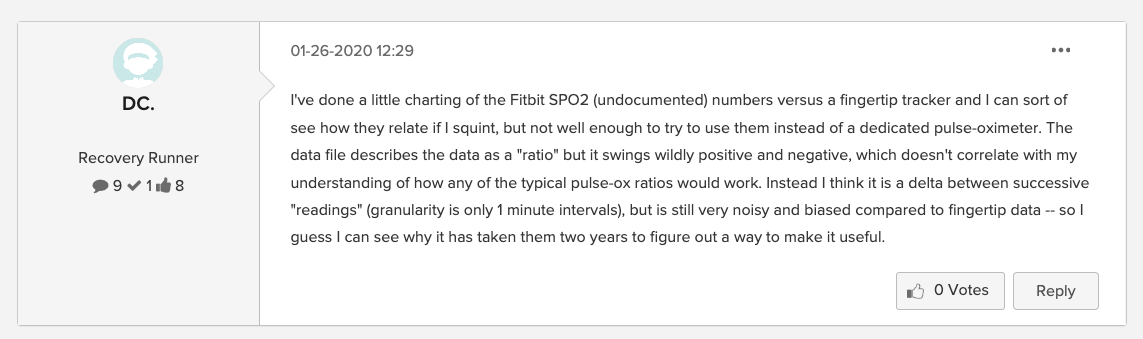 01-26-2020 12:29
DC.
Recovery Runner
9 1 8
I've done a little charting of the Fitbit SPO2 (undocumented) numbers versus a fingertip tracker and I can sort of
see how they relate if I squint, but not well enough to try to use them instead of a dedicated pulse-oximeter. The
data file describes the data as a "ratio" but it swings wildly positive and negative, which doesn't correlate with my
understanding of how any of the typical pulse-ox ratios would work. Instead I think it is a delta between successive
"readings" (granularity is only 1 minute intervals), but is still very noisy and biased compared to fingertip data -- so I
guess I can see why it has taken them two years to figure out a way to make it useful.
0 Votes
Reply